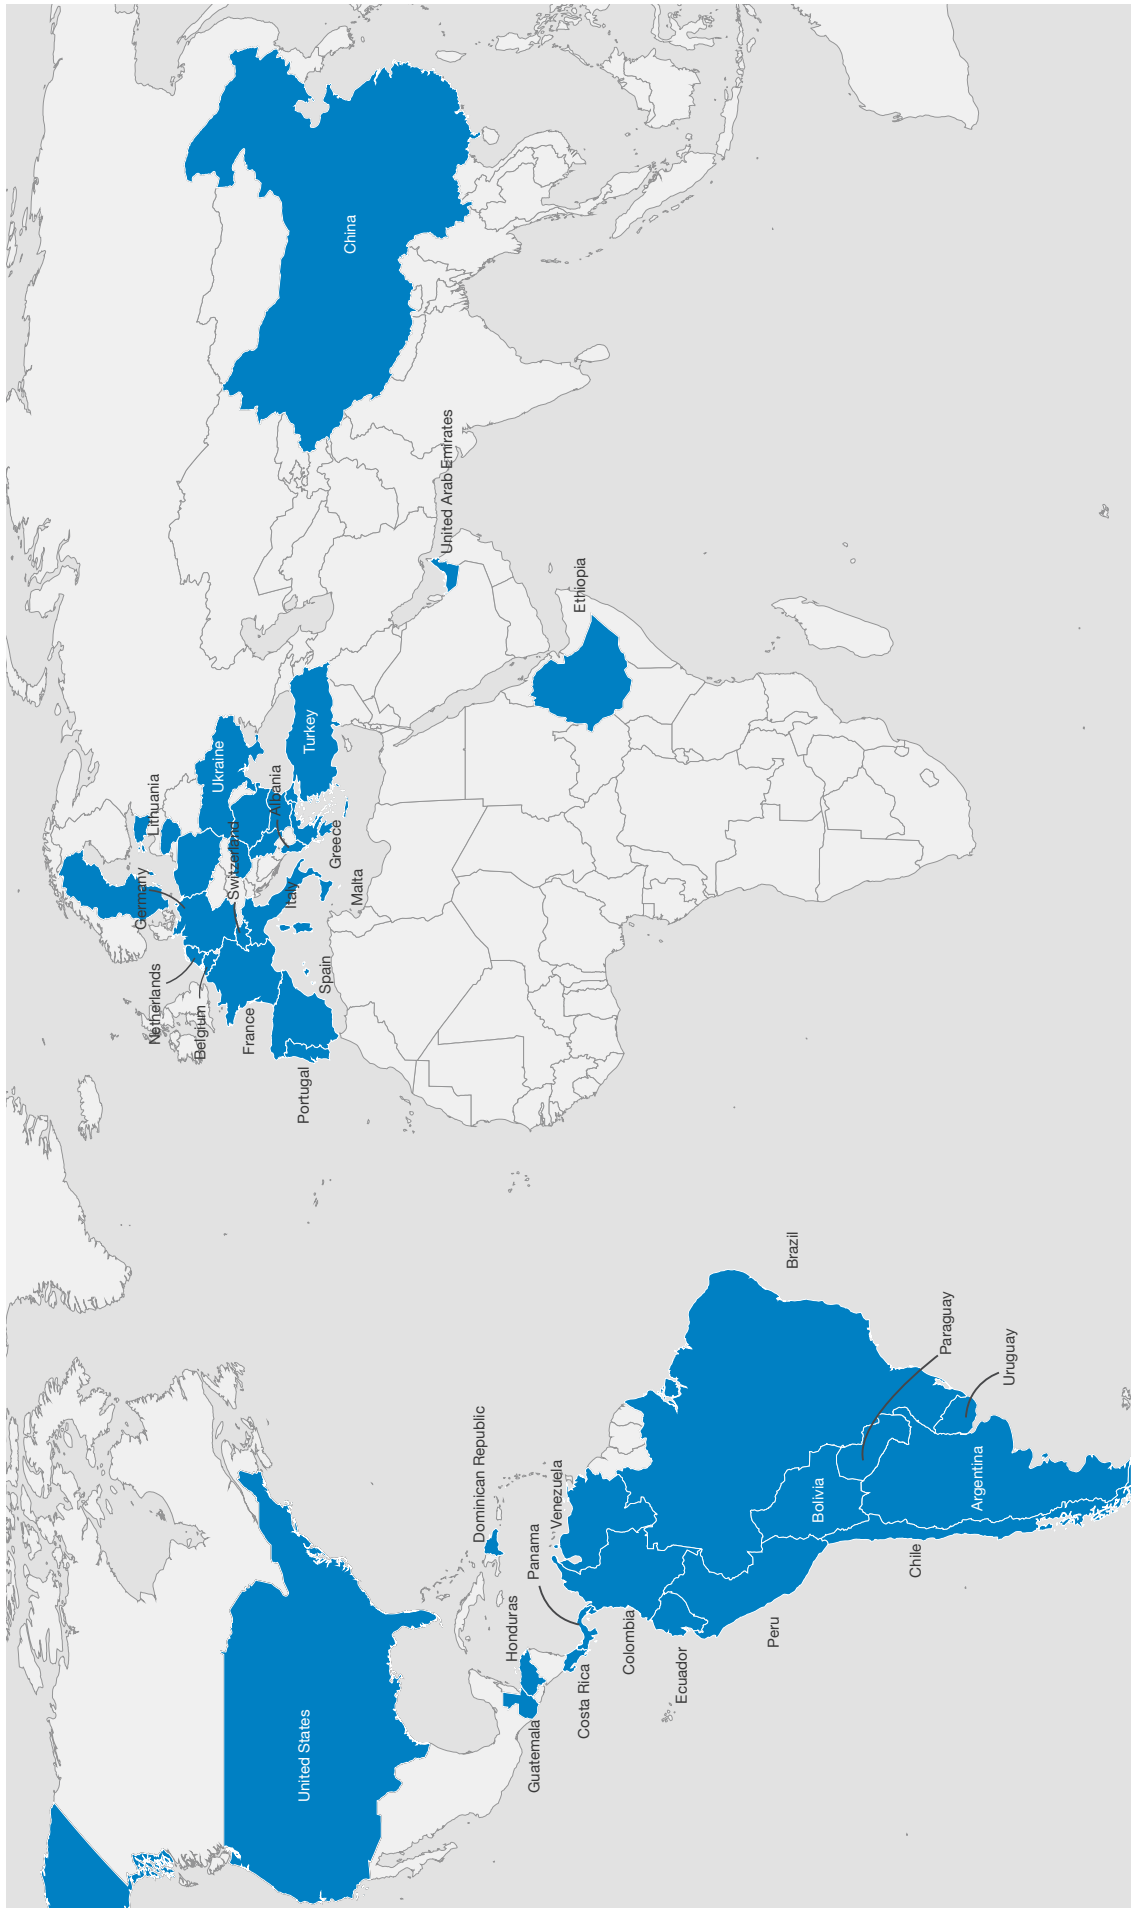 United States
Guatemala
Honduras
Costa Rica
Panama
Dominican Republic
Venezuela
Colombia
Ecuador
Peru
Brazil
Bolivia
Paraguay
Uruguay
Argentina
Chile
Portugal
Spain
France
Belgium
Netherlands
Germany
Switzerland
Italy
Malta
Greece
Albania
Lithuania
Ukraine
Turkey
United Arab Emirates
Ethiopia
China